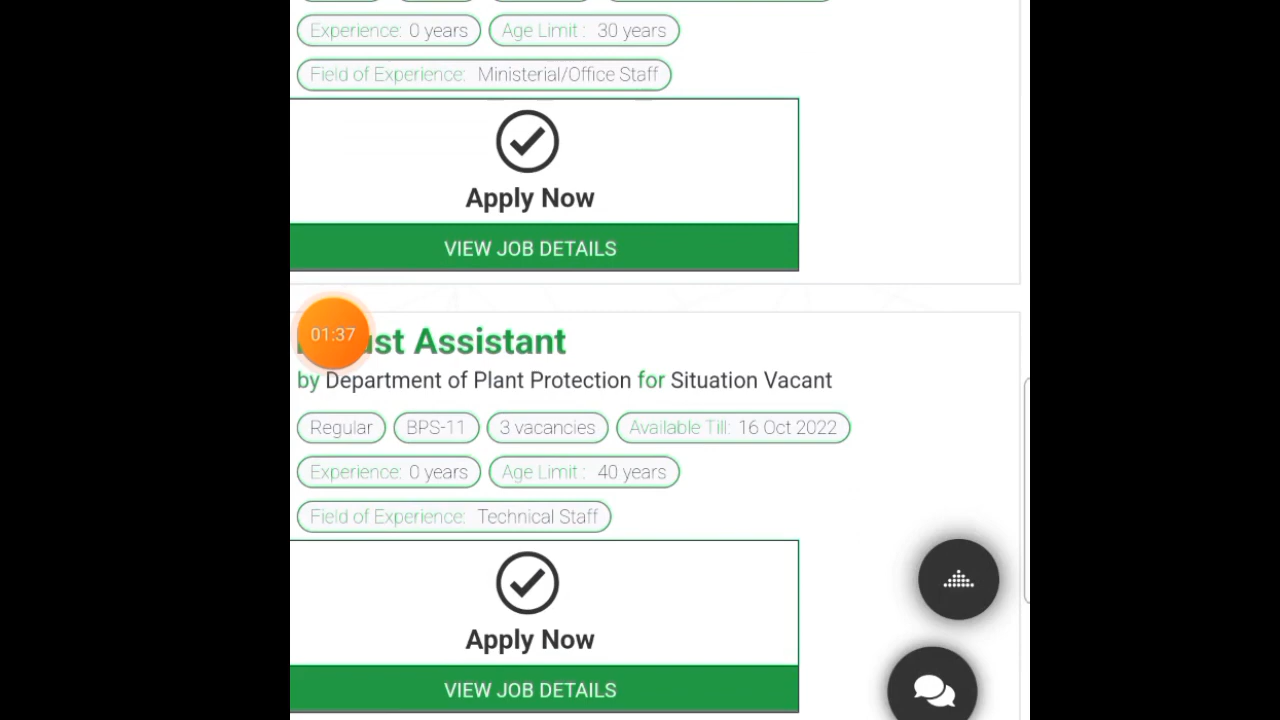 Experience: 0 years Age Limit : 30 years
Field of Experience: Ministerial/Office Staff
Apply Now
VIEW JOB DETAILS
01:37
Assistant
by Department of Plant Protection for Situation Vacant
Regular BPS-11 3 vacancies Available Till: 16 Oct 2022
Experience: 0 years Age Limit : 40 years
Field of Experience: Technical Staff
Apply Now
VIEW JOB DETAILS